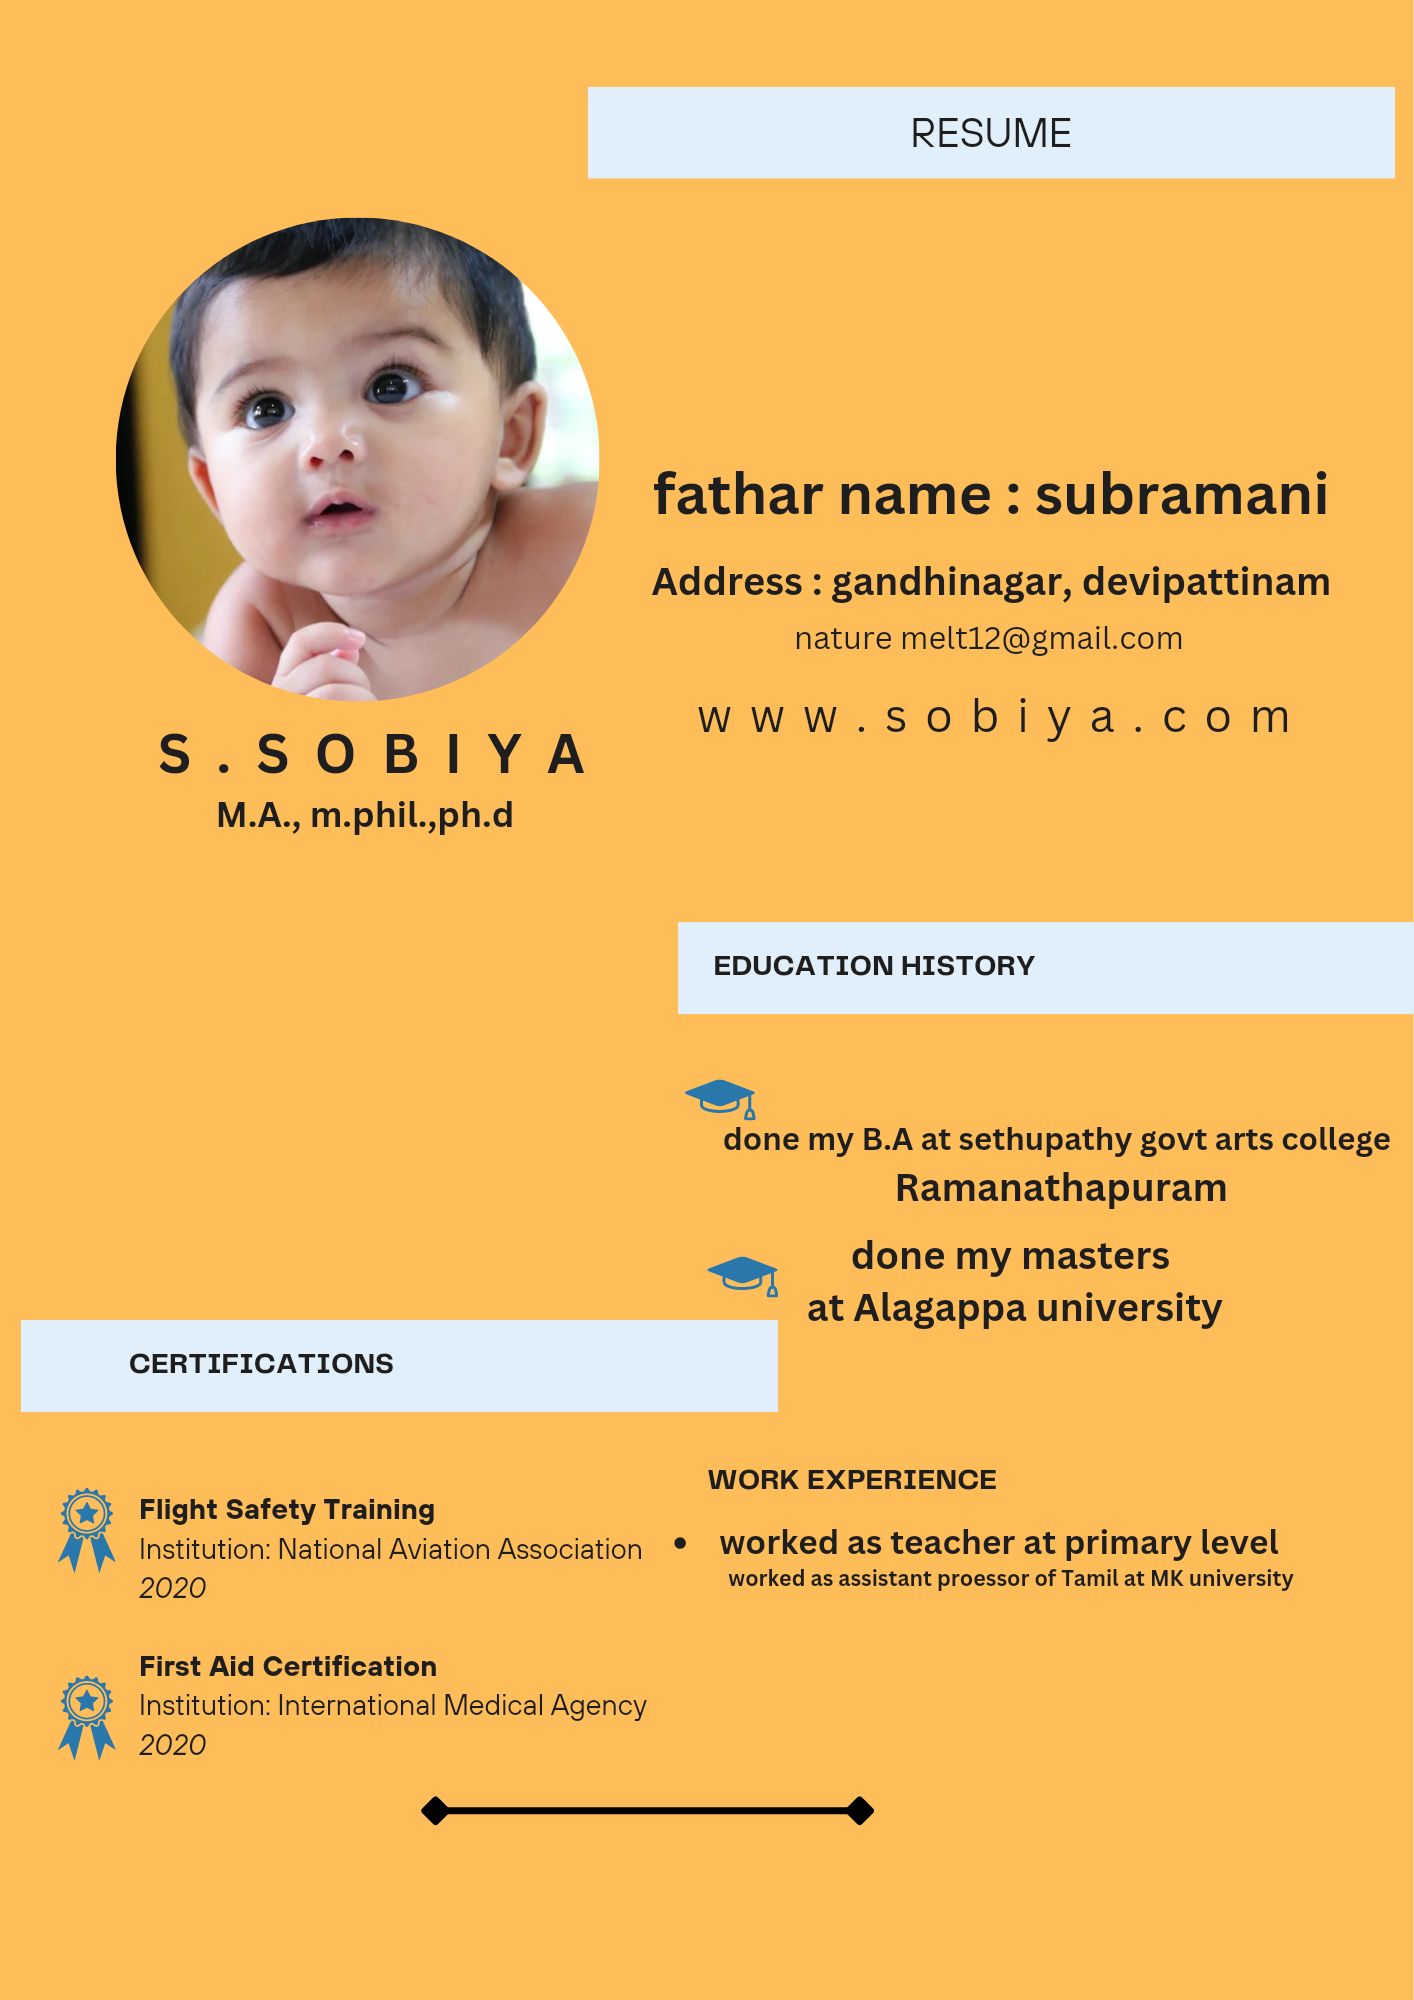 RESUME
fathar name : subramani
Address : gandhinagar, devipattinam
nature melt12@gmail.com
www.sobiya.com
S.SOBIYA
M.A., m.phil.,ph.d
EDUCATION HISTORY
done my B.A at sethupathy govt arts college
Ramanathapuram
done my masters
at Alagappa university
CERTIFICATIONS
Flight Safety Training
Institution: National Aviation Association
2020
First Aid Certification
Institution: International Medical Agency
2020
WORK EXPERIENCE
• worked as teacher at primary level
worked as assistant proessor of Tamil at MK university